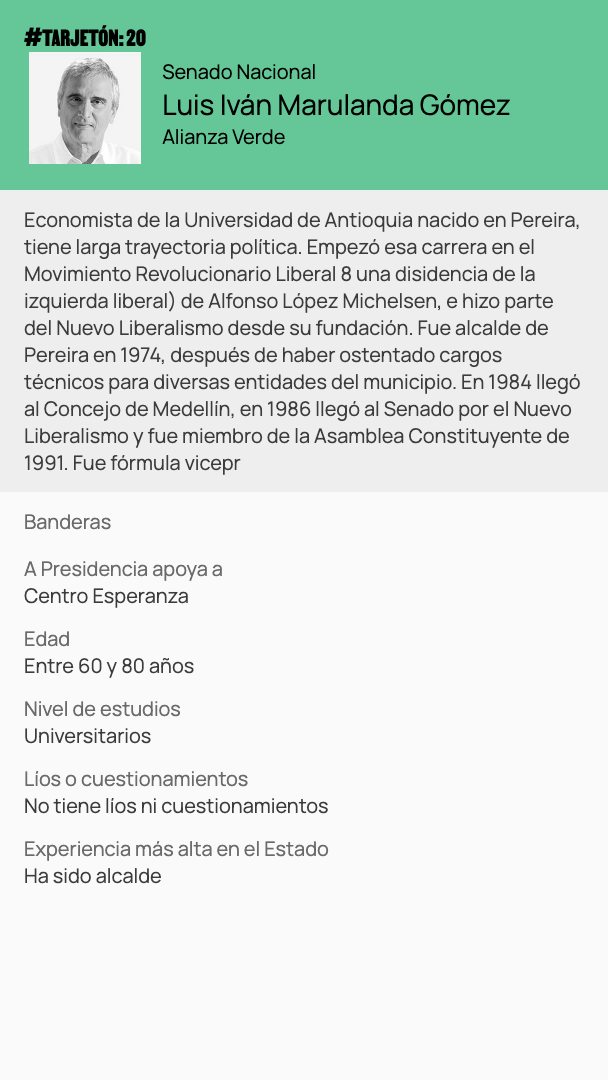 #TARJETÓN: 20
Senado Nacional
Luis Iván Marulanda Gómez
Alianza Verde
Economista de la Universidad de Antioquia nacido en Pereira,
tiene larga trayectoria política. Empezó esa carrera en el
Movimiento Revolucionario Liberal 8 una disidencia de la
izquierda liberal) de Alfonso López Michelsen, e hizo parte
del Nuevo Liberalismo desde su fundación. Fue alcalde de
Pereira en 1974, después de haber ostentado cargos
técnicos para diversas entidades del municipio. En 1984 llegó
al Concejo de Medellín, en 1986 llegó al Senado por el Nuevo
Liberalismo y fue miembro de la Asamblea Constituyente de
1991. Fue fórmula vicepr
Banderas
A Presidencia apoya a
Centro Esperanza
Edad
Entre 60 y 80 años
Nivel de estudios
Universitarios
Líos o cuestionamientos
No tiene líos ni cuestionamientos
Experiencia más alta en el Estado
Ha sido alcalde